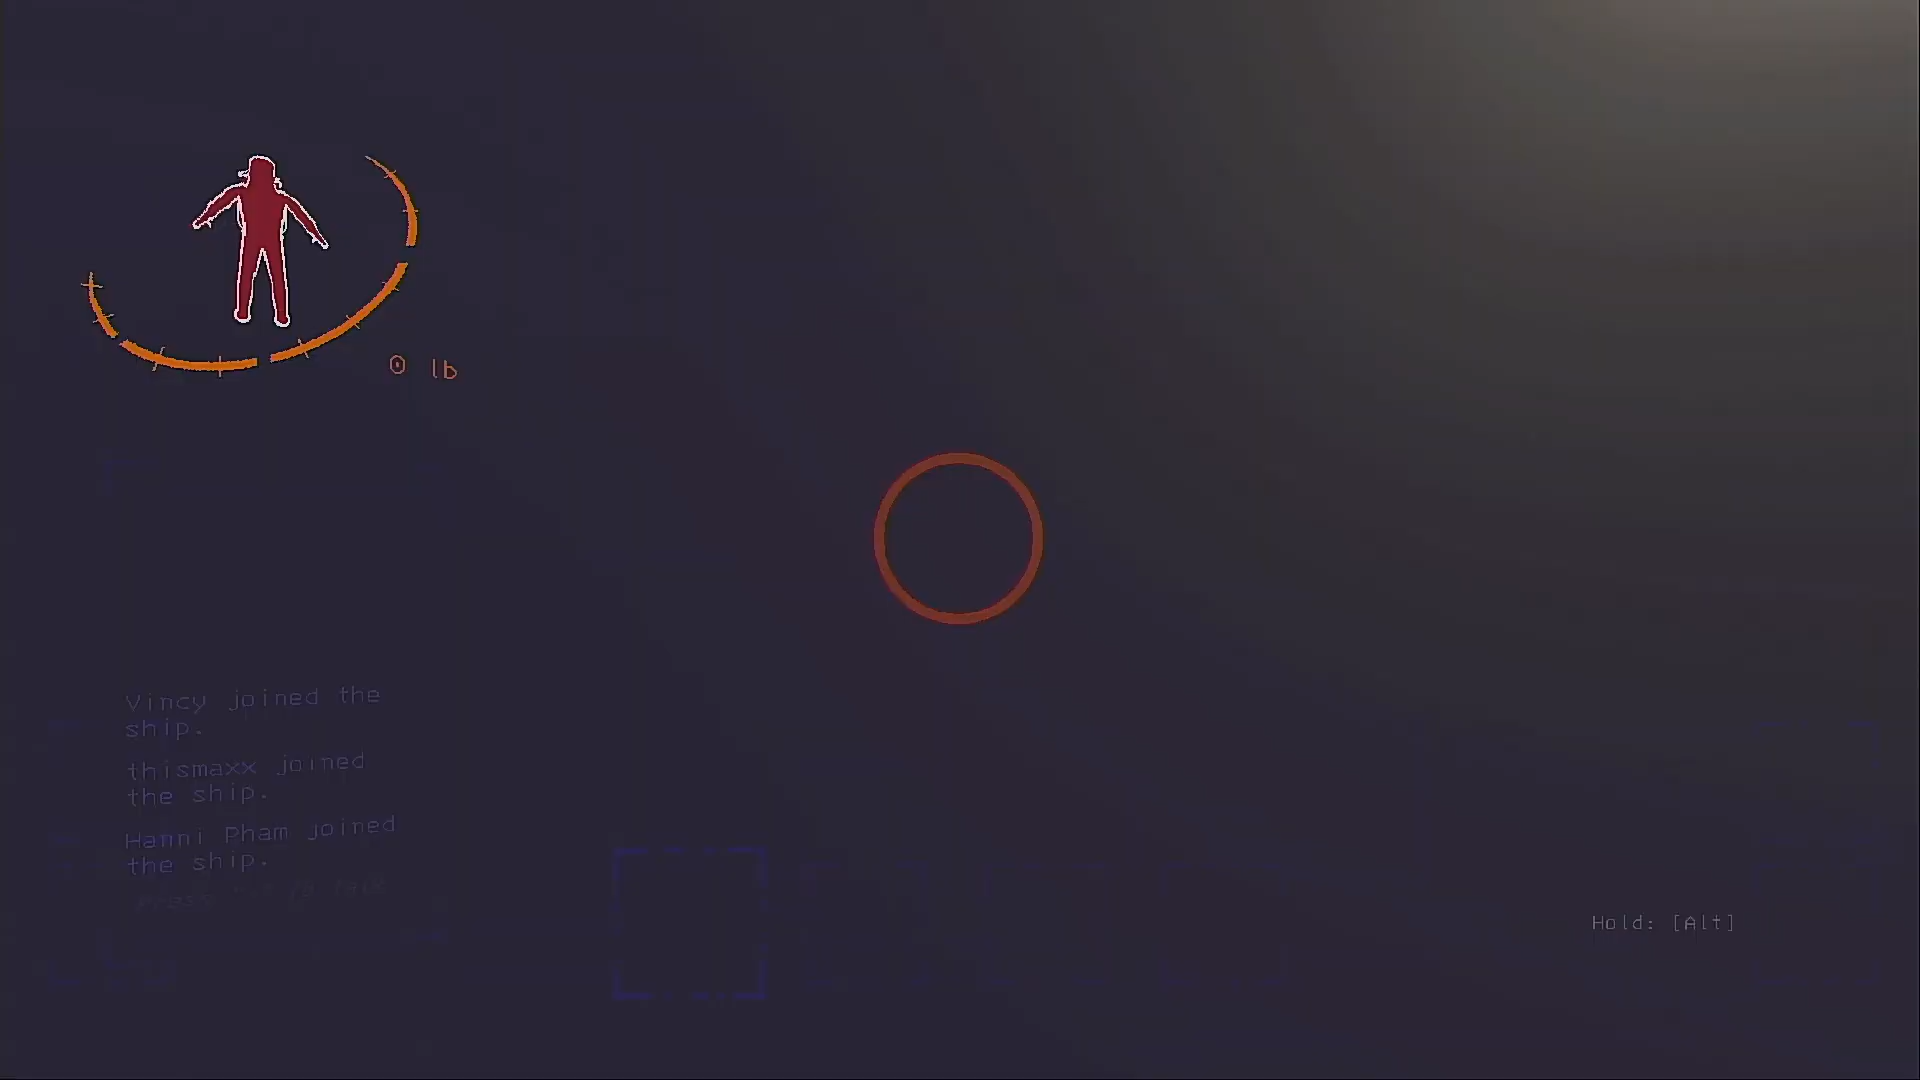 0 lb
Vincy joined the
ship.
thismaxx joined
the ship.
Hanni Pham joined
the ship.
Hold: [Alt]